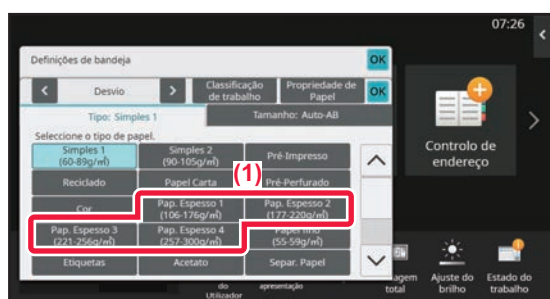 07:26
Definições de bandeja
OK
Desvio
Classificação
de trabalho
Propriedade de
Papel
OK
Tipo: Simples 1
Tamanho: Auto-AB
Seleccione o tipo de papel.
Simples 1
(60-89g/㎡)
Simples 2
(90-105g/㎡)
Pré-Impresso
Reciclado
Papel Carta
Pré-Perfurado
(1)
Cor
Pap. Espesso 1
(106-176g/㎡)
Pap. Espesso 2
(177-220g/㎡)
Pap. Espesso 3
(221-256g/㎡)
Pap. Espesso 4
(257-300g/㎡)
Papel fino
(55-59g/㎡)
Etiquetas
Acetato
Separ. Papel
Controlo de
endereço
do
Utilizador
apresentação
total
Ajuste do
brilho
Estado do
trabalho